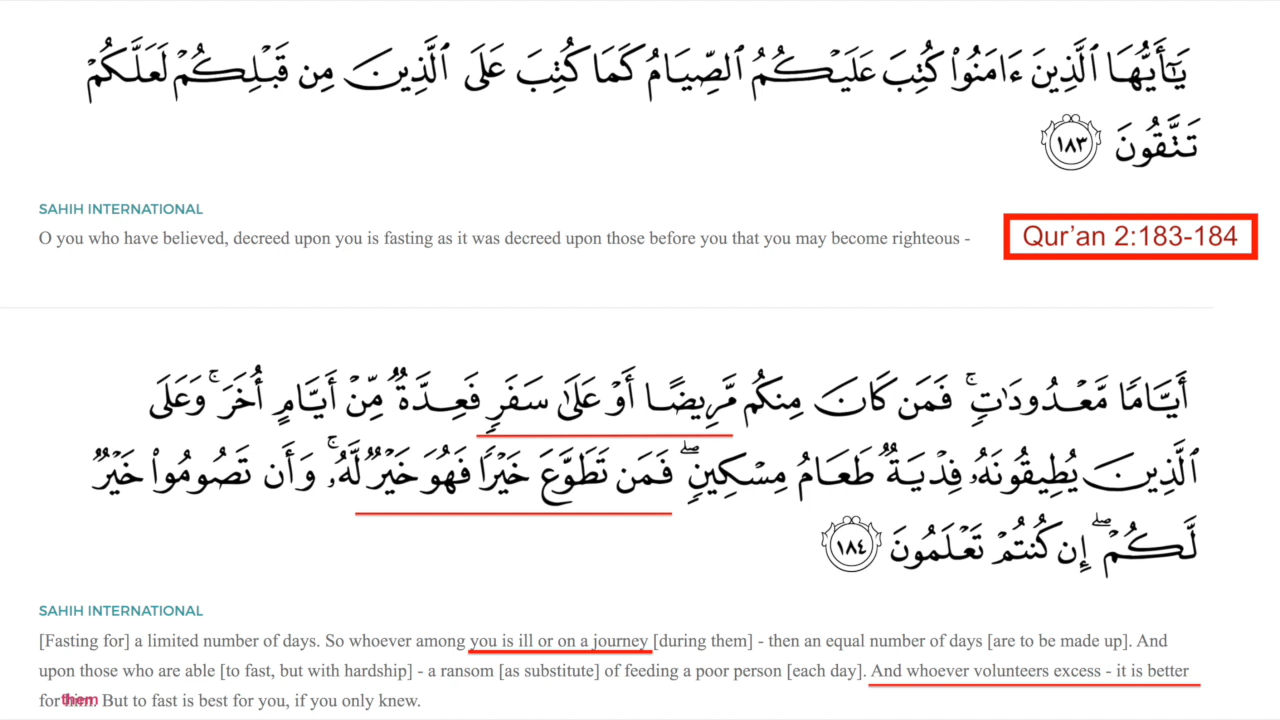 يَـٰٓأَيُّهَا ٱلَّذِينَ ءَامَنُوا۟ كُتِبَ عَلَيْكُمُ ٱلصِّيَامُ كَمَا كُتِبَ عَلَى ٱلَّذِينَ مِن قَبْلِكُمْ لَعَلَّكُمْ
تَتَّقُونَ ١٨٣
SAHIH INTERNATIONAL
O you who have believed, decreed upon you is fasting as it was decreed upon those before you that you may become righteous -
Qur’an 2:183-184
أَيَّامًا مَّعْدُودَٰتٍ ۚ فَمَن كَانَ مِنكُم مَّرِيضًا أَوْ عَلَىٰ سَفَرٍ فَعِدَّةٌ مِّنْ أَيَّامٍ أُخَرَ ۚ وَعَلَى
ٱلَّذِينَ يُطِيقُونَهُۥ فِدْيَةٌ طَعَامُ مِسْكِينٍ ۖ فَمَن تَطَوَّعَ خَيْرًا فَهُوَ خَيْرٌ لَّهُۥ ۚ وَأَن تَصُومُوا۟ خَيْرٌ
لَّكُمْ ۖ إِن كُنتُمْ تَعْلَمُونَ ١٨٤
SAHIH INTERNATIONAL
[Fasting for] a limited number of days. So whoever among you is ill or on a journey [during them] - then an equal number of days [are to be made up]. And
upon those who are able [to fast, but with hardship] - a ransom [as substitute] of feeding a poor person [each day]. And whoever volunteers excess - it is better
for them But to fast is best for you, if you only knew.